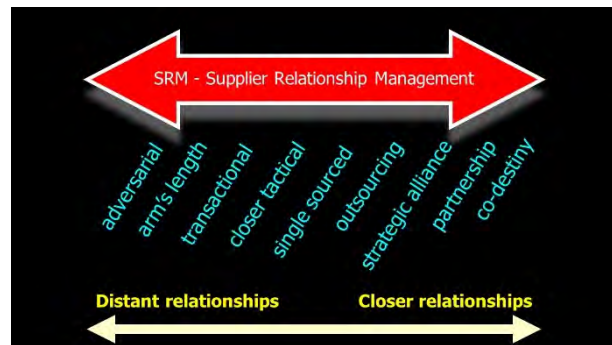 SRM - Supplier Relationship Management
adversarial
arm's length
transactional
closer tactical
single sourced
outsourcing
strategic alliance
partnership
co-destiny
Distant relationships
Closer relationships